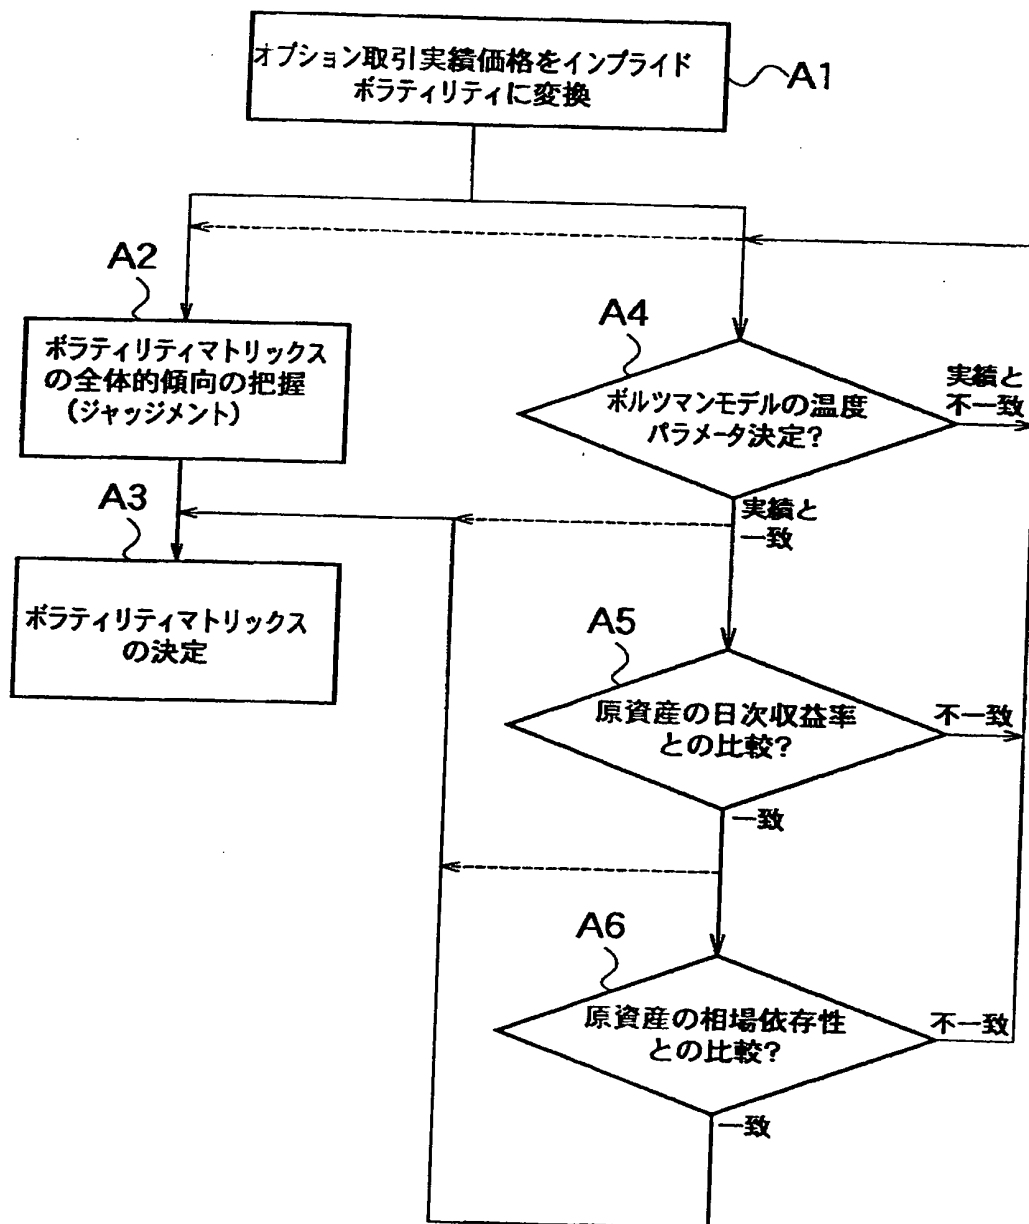 オプション取引実績価格をインプライド
ボラティリティに変換
A1
A2
ボラティリティマトリックス
の全体的傾向の把握
(ジャッジメント)
A3
ボラティリティマトリックス
の決定
A4
ボルツマンモデルの温度
パラメータ決定?
実績と
不一致
実績と
一致
A5
原資産の日次収益率
との比較?
不一致
一致
A6
原資産の相場依存性
との比較?
不一致
一致